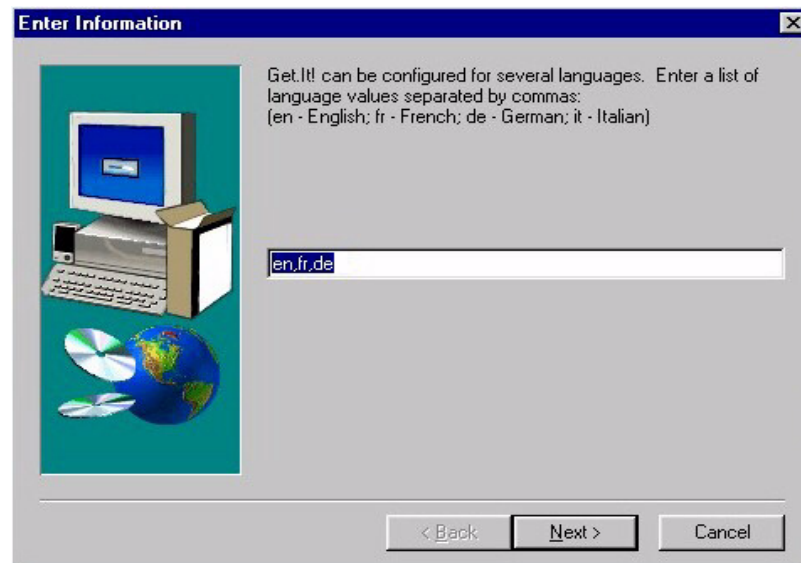 Enter Information
Get.It! can be configured for several languages. Enter a list of
language values separated by commas:
(en - English; fr - French; de - German; it - Italian)
en,fr,de
< Back
Next >
Cancel